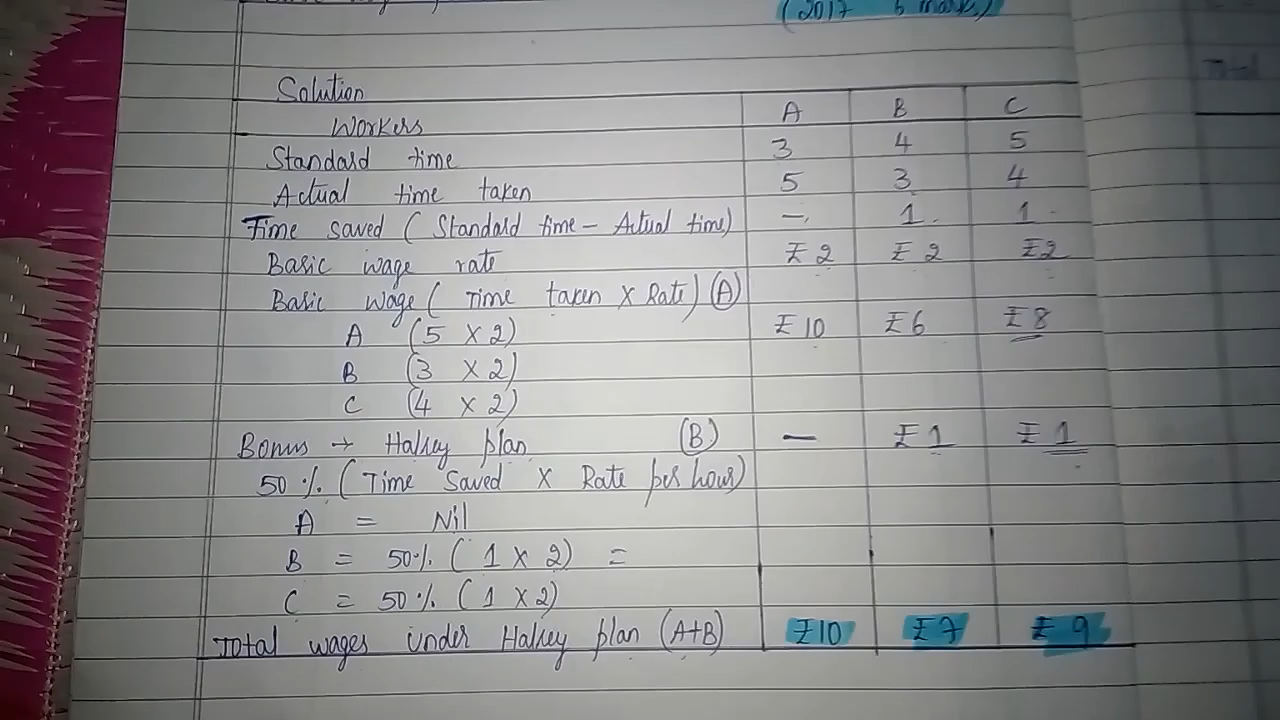 (2017 6 marks)
Solution
Workers A B C
Standard time 3 4 5
Actual time taken 5 3 4
Time saved ( Standard time - Actual time) - 1 1
Basic wage rate ₹2 ₹2 ₹2
Basic wage ( Time taken X Rate) (A)
A (5 X 2) ₹10 ₹6 ₹8
B (3 X 2)
C (4 X 2)
Bonus → Halsey plan (B) — ₹1 ₹1
50 % (Time Saved X Rate per hour)
A = Nil
B = 50% ( 1 X 2) =
C = 50 % ( 1 X 2)
Total wages under Halsey plan (A+B) ₹10 ₹7 ₹9